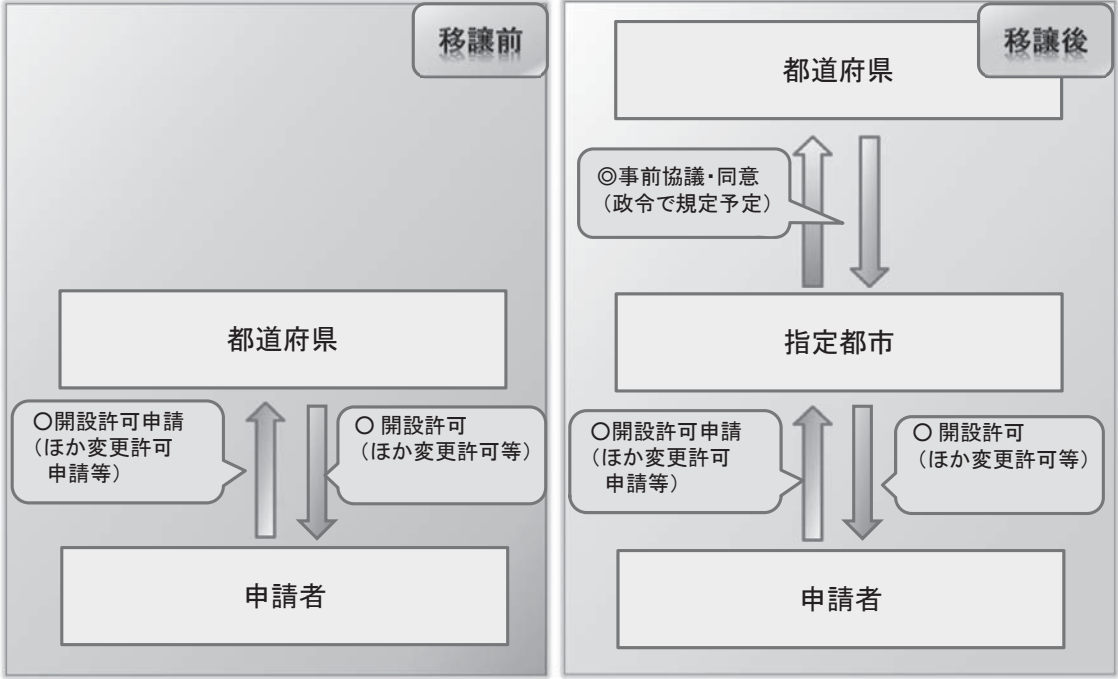 移譲前
都道府県
〇開設許可申請
(ほか変更許可
申請等)
〇 開設許可
(ほか変更許可等)
申請者
移譲後
都道府県
◎事前協議・同意
(政令で規定予定)
指定都市
〇開設許可申請
(ほか変更許可
申請等)
〇 開設許可
(ほか変更許可等)
申請者